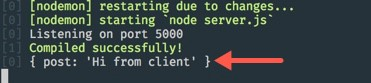 [0] [nodemon] restarting due to changes...
[0] [nodemon] starting `node server.js`
[0] Listening on port 5000
[1] Compiled successfully!
[0] { post: 'Hi from client' }